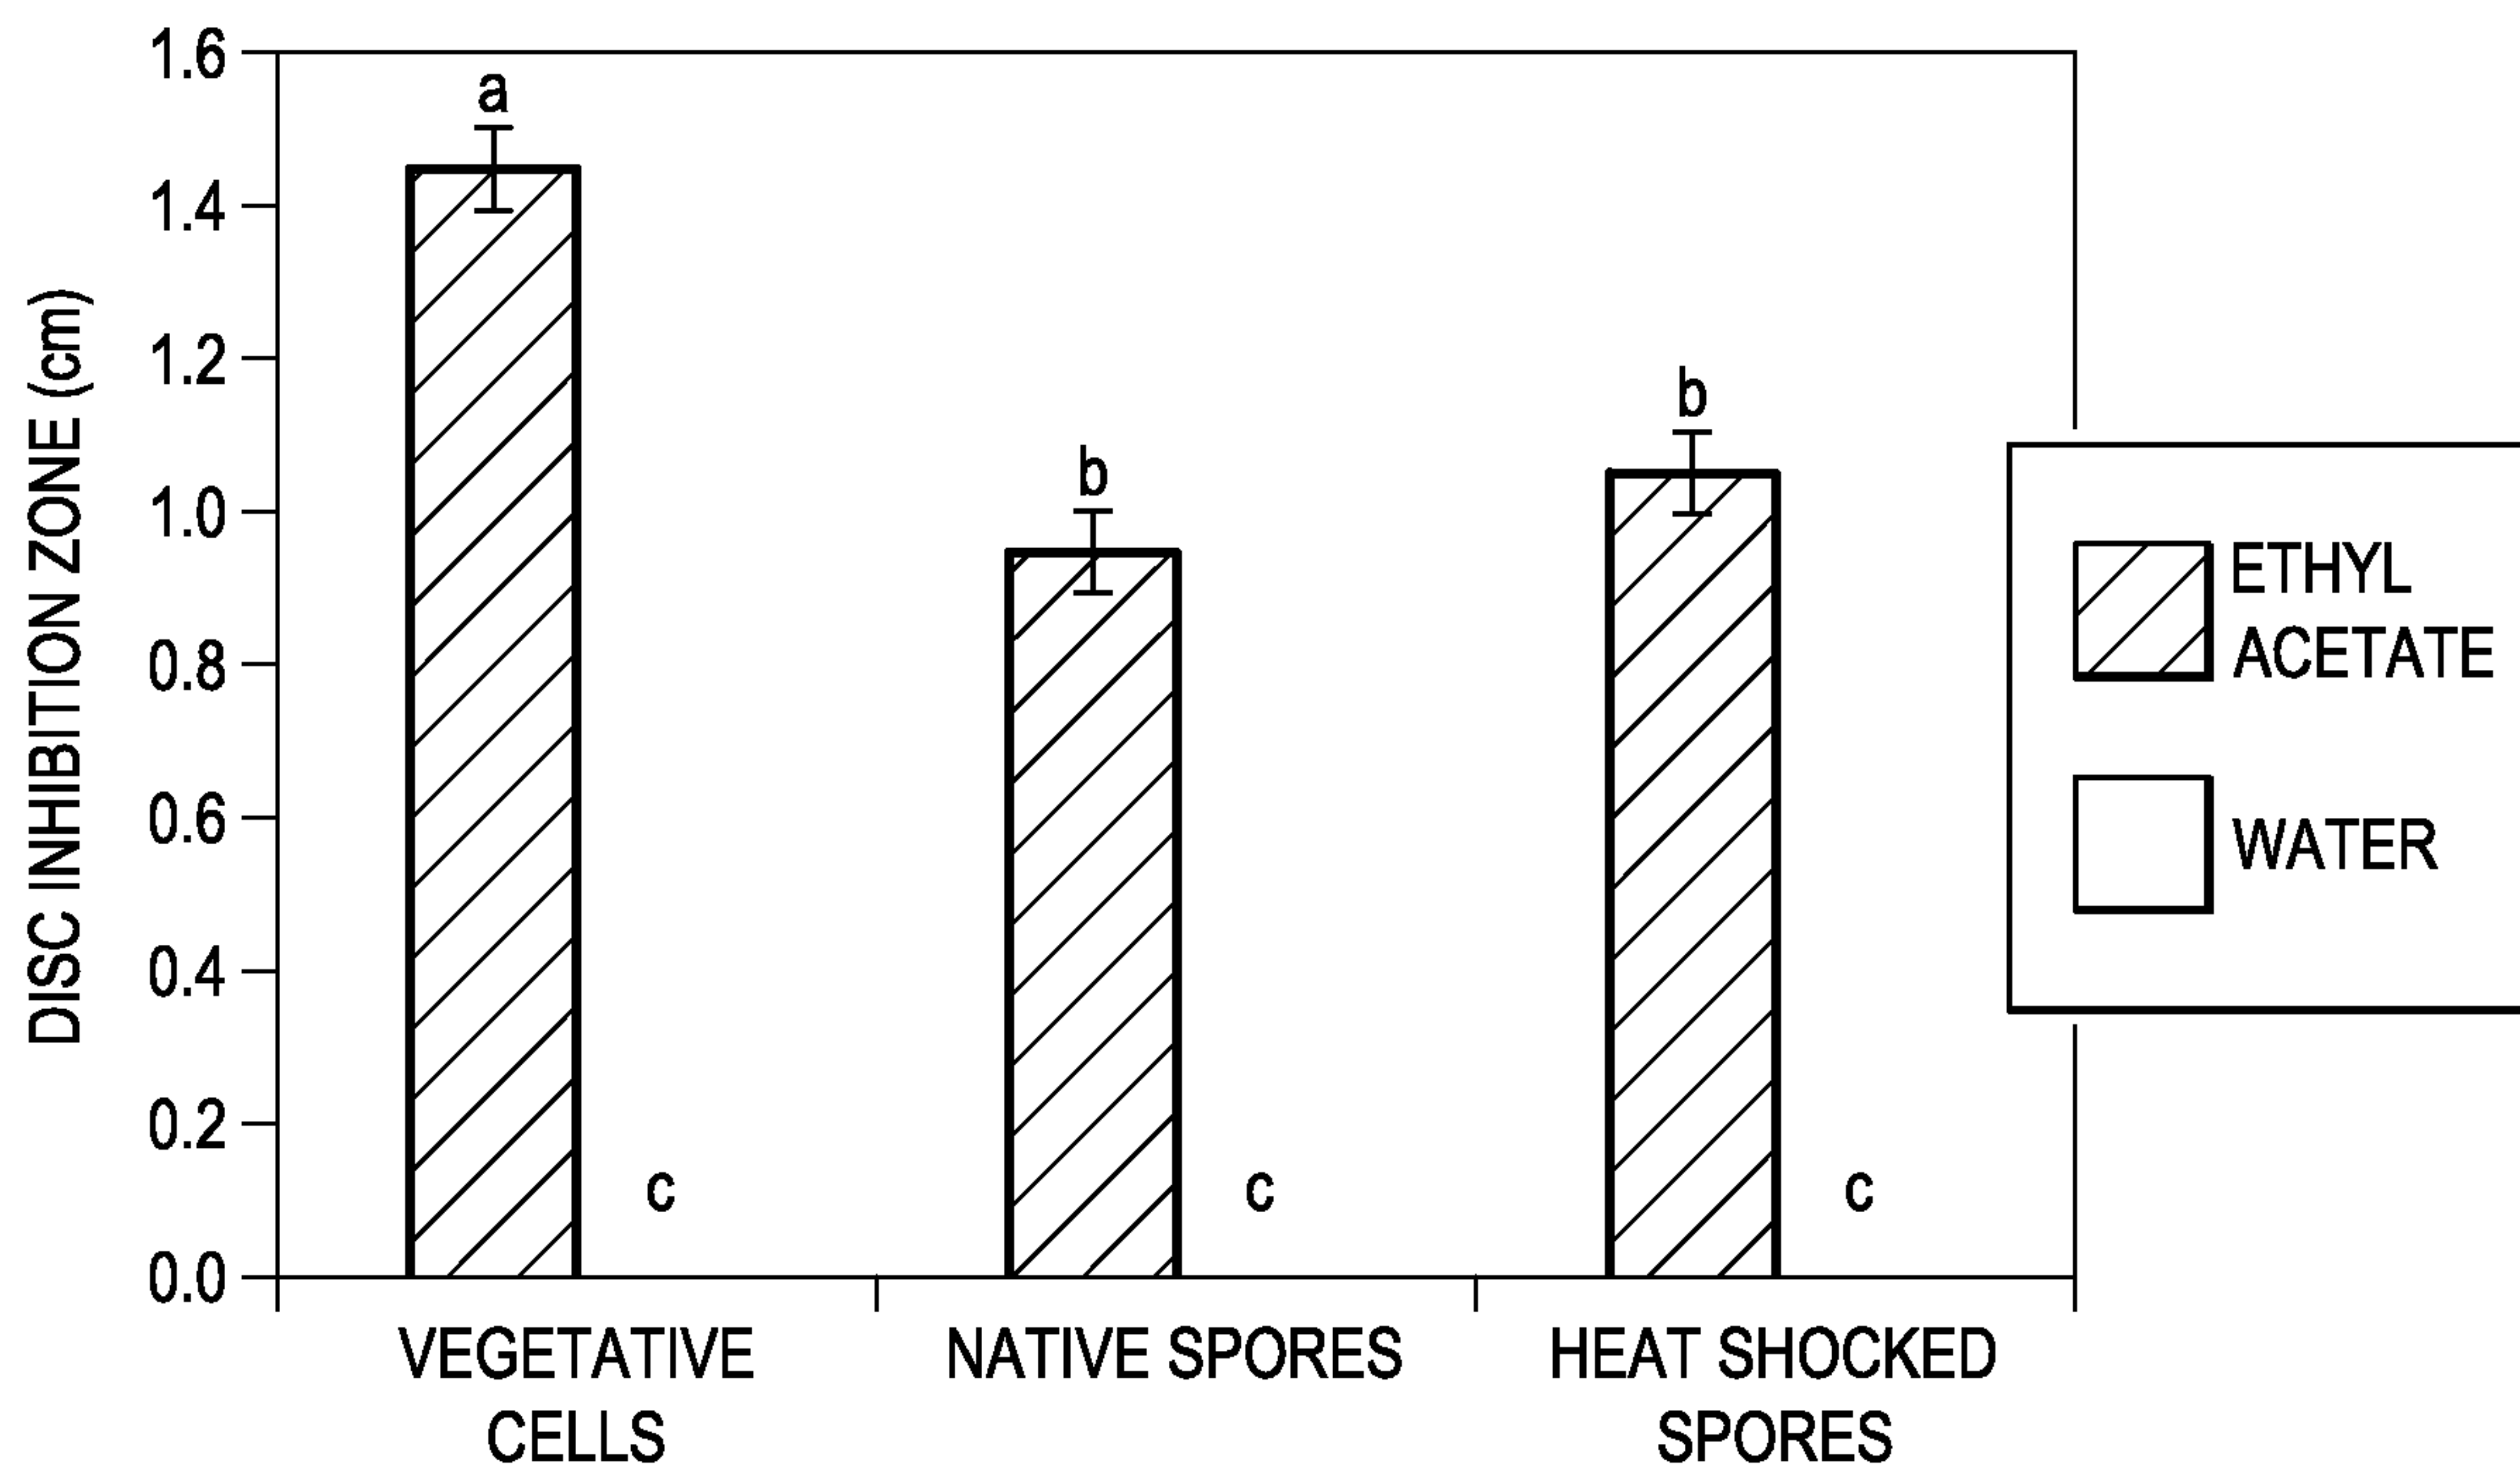 DISC INHIBITION ZONE (cm)
1.6
1.4
1.2
1.0
0.8
0.6
0.4
0.2
0.0
a
b
b
c
c
c
VEGETATIVE
CELLS
NATIVE SPORES
HEAT SHOCKED
SPORES
ETHYL
ACETATE
WATER